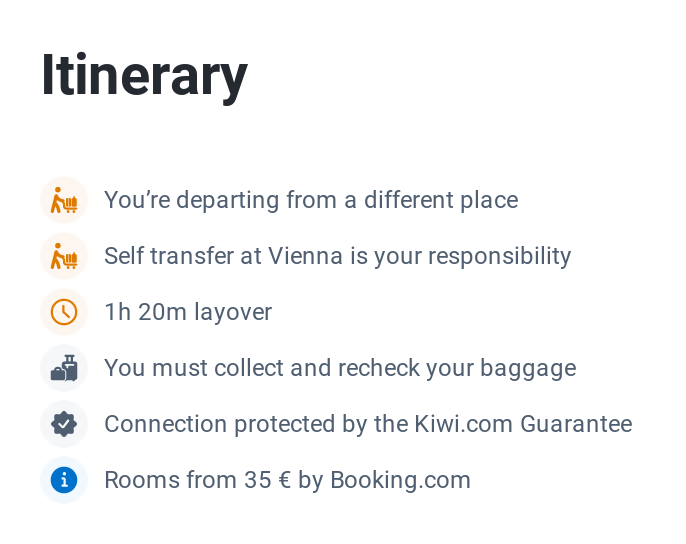 Itinerary
You’re departing from a different place
Self transfer at Vienna is your responsibility
1h 20m layover
You must collect and recheck your baggage
Connection protected by the Kiwi.com Guarantee
Rooms from 35 € by Booking.com